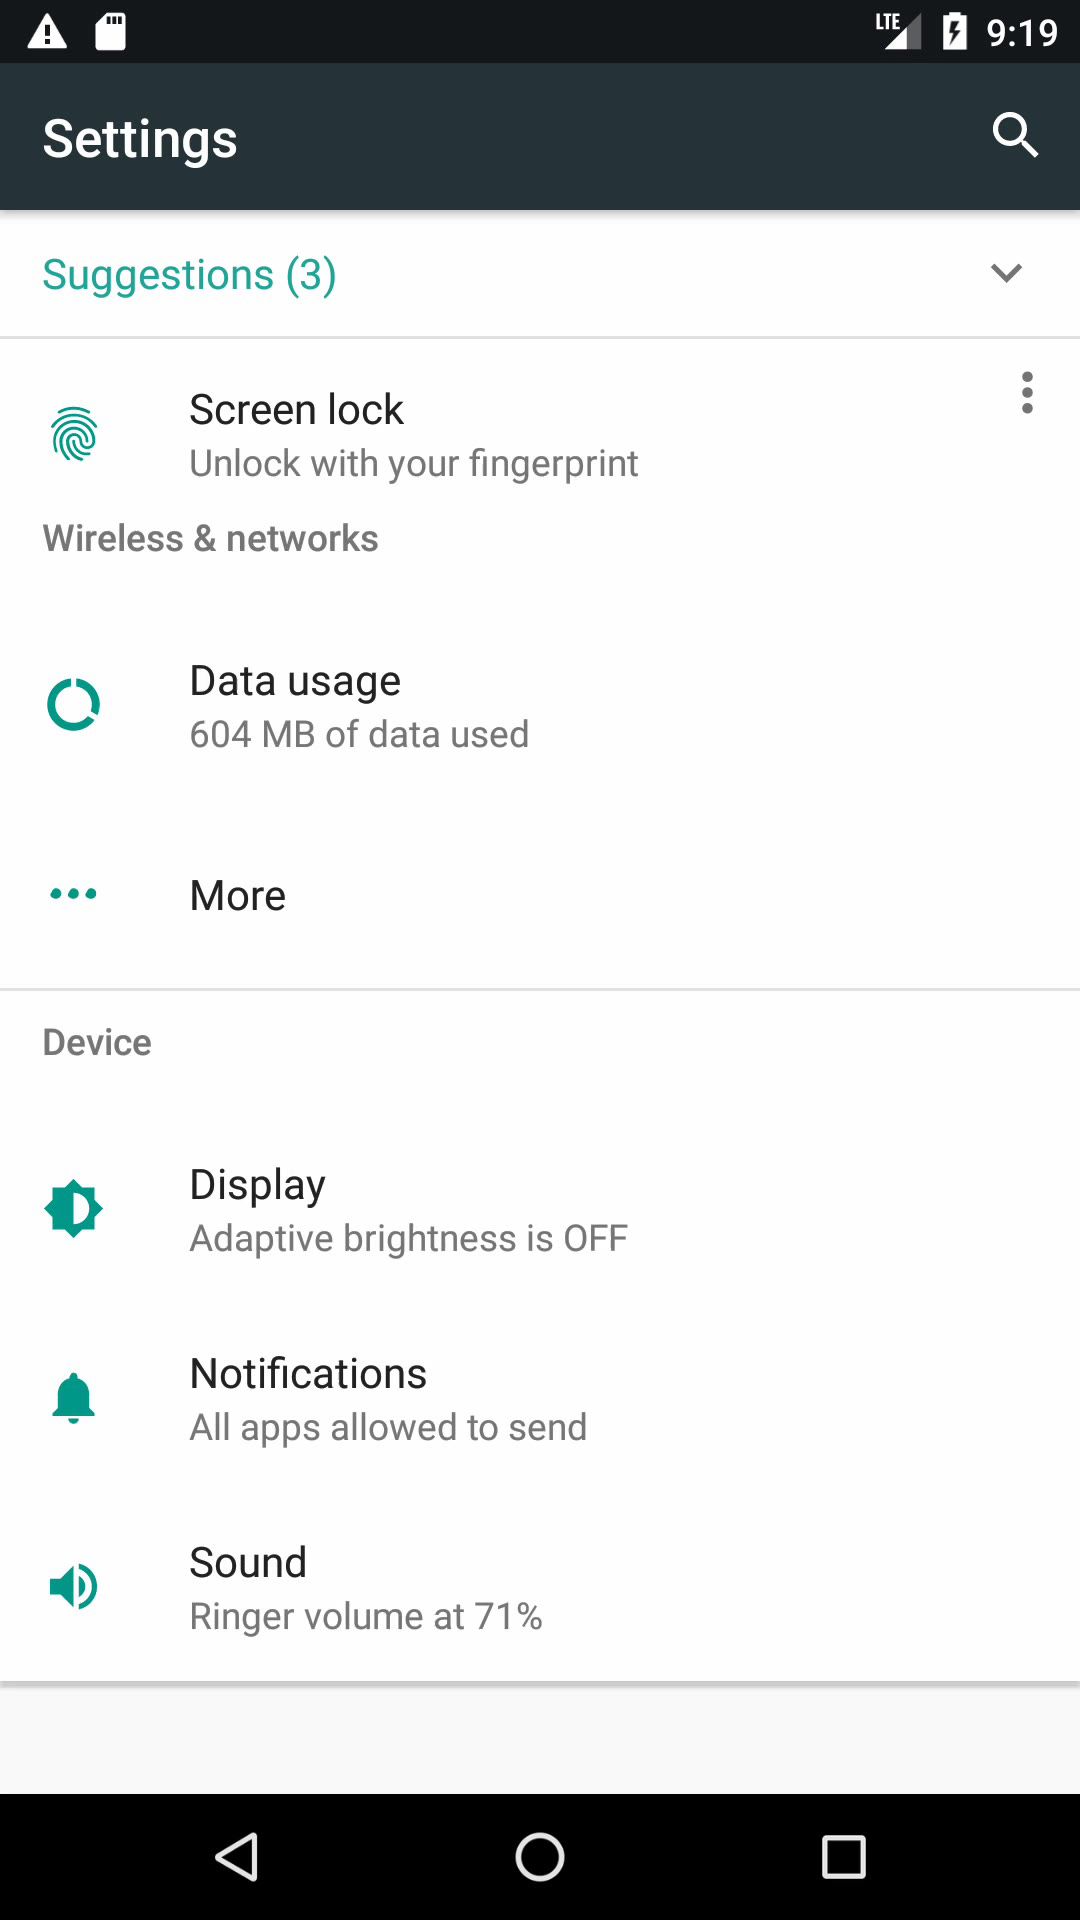 LTE 9:19
Settings
Suggestions (3)
Screen lock
Unlock with your fingerprint
Wireless & networks
Data usage
604 MB of data used
More
Device
Display
Adaptive brightness is OFF
Notifications
All apps allowed to send
Sound
Ringer volume at 71%